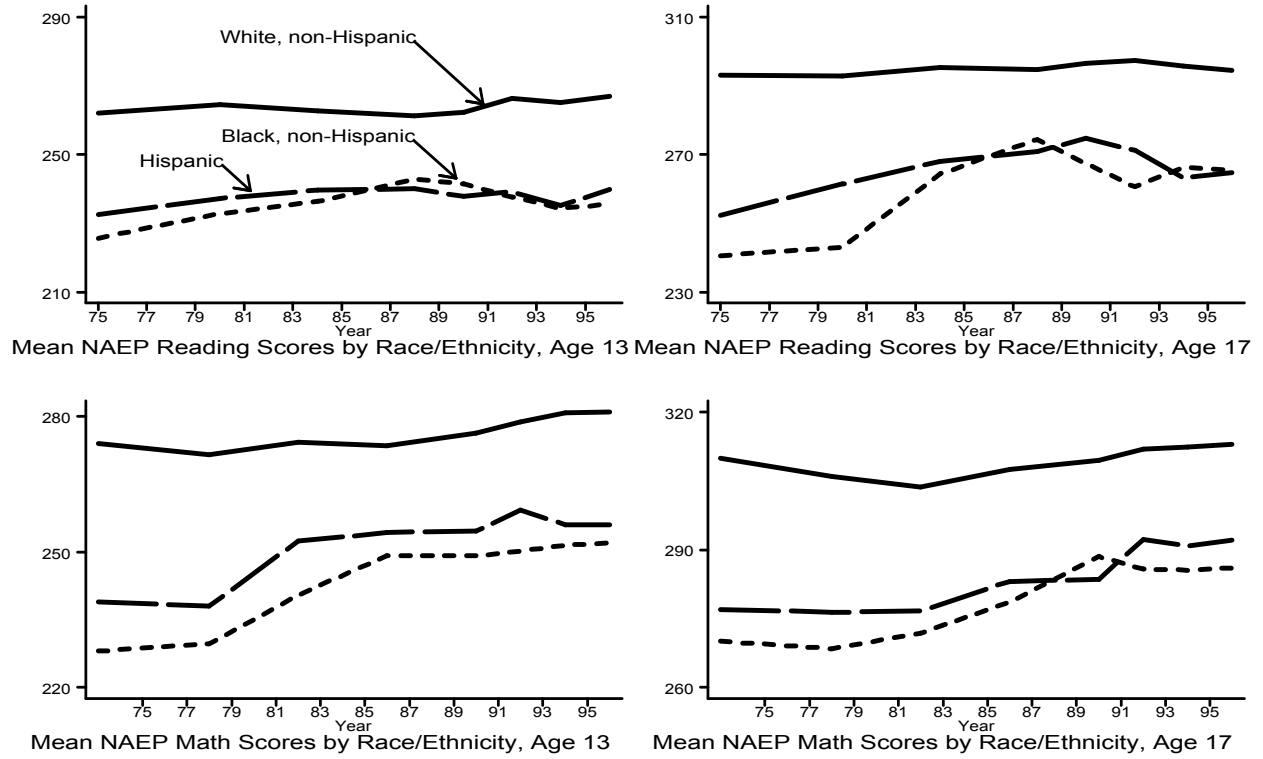 290
White, non-Hispanic
250
Black, non-Hispanic
Hispanic
210
75 77 79 81 83 85 87 89 91 93 95
Year
Mean NAEP Reading Scores by Race/Ethnicity, Age 13
310
270
230
75 77 79 81 83 85 87 89 91 93 95
Year
Mean NAEP Reading Scores by Race/Ethnicity, Age 17
280
250
220
75 77 79 81 83 85 87 89 91 93 95
Year
Mean NAEP Math Scores by Race/Ethnicity, Age 13
320
290
260
75 77 79 81 83 85 87 89 91 93 95
Year
Mean NAEP Math Scores by Race/Ethnicity, Age 17